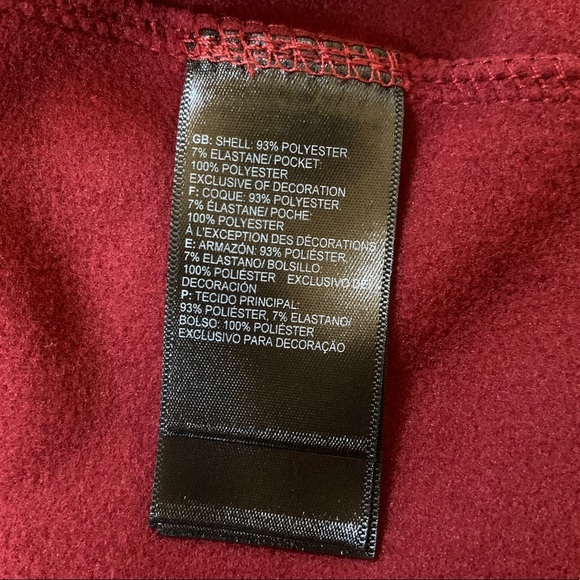 GB: SHELL: 93% POLYESTER
7% ELASTANE/ POCKET:
100% POLYESTER
EXCLUSIVE OF DECORATION
F: COQUE: 93% POLYESTER
7% ÉLASTANE/ POCHE:
100% POLYESTER
À L'EXCEPTION DES DÉCORATIONS
E: ARMAZÓN: 93% POLIÉSTER,
7% ELASTANO/ BOLSILLO:
100% POLIÉSTER EXCLUSIVO DE
DECORACIÓN
P: TECIDO PRINCIPAL:
93% POLIÉSTER, 7% ELASTANO/
BOLSO: 100% POLIÉSTER
EXCLUSIVO PARA DECORAÇÃO